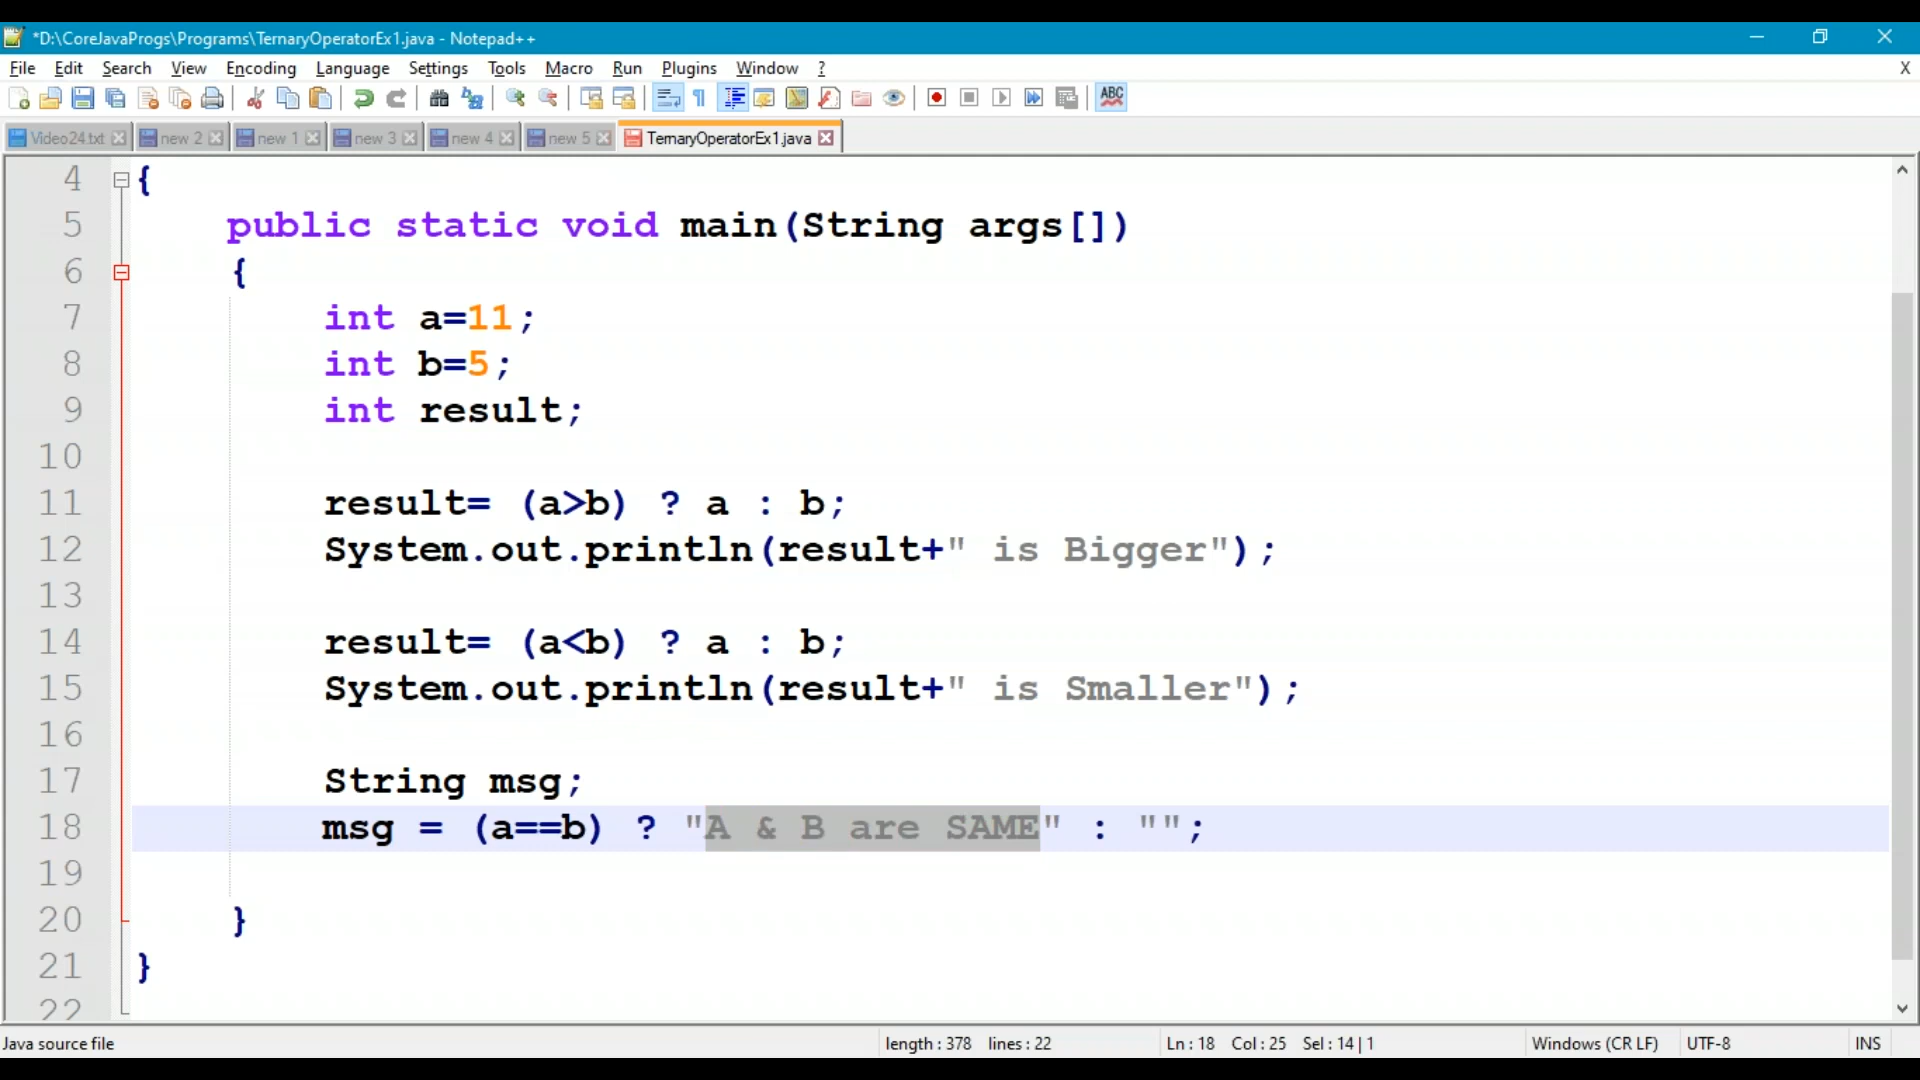 *D:\CoreJavaProgs\Programs\TernaryOperatorEx1.java - Notepad++
File Edit Search View Encoding Language Settings Tools Macro Run Plugins Window ? X
ABC
Video24.txt new 2 new 1 new 3 new 4 new 5 TernaryOperatorEx1.java
4 {
5 public static void main(String args[])
6 {
7 int a=11;
8 int b=5;
9 int result;
10
11 result= (a>b) ? a : b;
12 System.out.println(result+" is Bigger");
13
14 result= (a<b) ? a : b;
15 System.out.println(result+" is Smaller");
16
17 String msg;
18 msg = (a==b) ? "A & B are SAME" : "";
19
20 }
21 }
22
Java source file length : 378 lines : 22 Ln : 18 Col : 25 Sel : 14 | 1 Windows (CR LF) UTF-8 INS